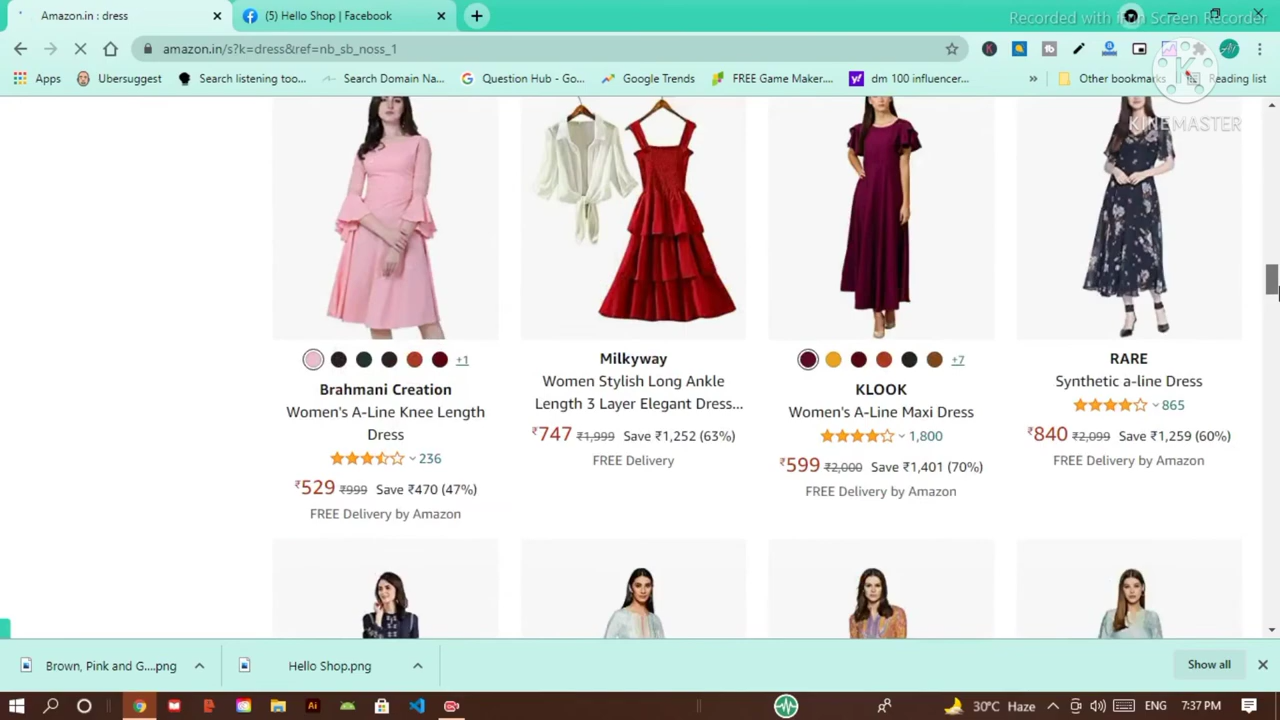 Amazon.in : dress
(5) Hello Shop | Facebook
Recorded with iTop Screen Recorder
amazon.in/s?k=dress&ref=nb_sb_noss_1
Apps
Ubersuggest
Search listening too...
Search Domain Na...
Question Hub - Go...
Google Trends
FREE Game Maker....
dm 100 influencer...
»
Other bookmarks
Reading list
KINEMASTER
+1
Brahmani Creation
Women's A-Line Knee Length
Dress
236
₹529 ₹999 Save ₹470 (47%)
FREE Delivery by Amazon
Milkyway
Women Stylish Long Ankle
Length 3 Layer Elegant Dress...
₹747 ₹1,999 Save ₹1,252 (63%)
FREE Delivery
+7
KLOOK
Women's A-Line Maxi Dress
1,800
₹599 ₹2,000 Save ₹1,401 (70%)
FREE Delivery by Amazon
RARE
Synthetic a-line Dress
865
₹840 ₹2,099 Save ₹1,259 (60%)
FREE Delivery by Amazon
Brown, Pink and G....png
Hello Shop.png
Show all
30°C Haze
ENG
7:37 PM